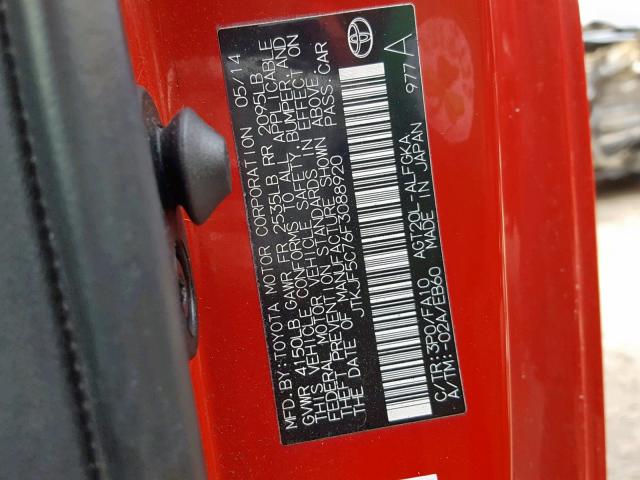 MFD. BY: TOYOTA MOTOR CORPORATION 05/14
GVWR 4150LB GAWR FR 2535LB RR 2095LB
THIS VEHICLE CONFORMS TO ALL APPLICABLE
FEDERAL MOTOR VEHICLE SAFETY, BUMPER, AND
THEFT PREVENTION STANDARDS IN EFFECT ON
THE DATE OF MANUFACTURE SHOWN ABOVE.
JTKJF5C76F3088920 PASS. CAR
C/TR: 3P0/FA10 AGT20L-ALFGKA
A/TM: -02A/EB60 MADE IN JAPAN 977 A